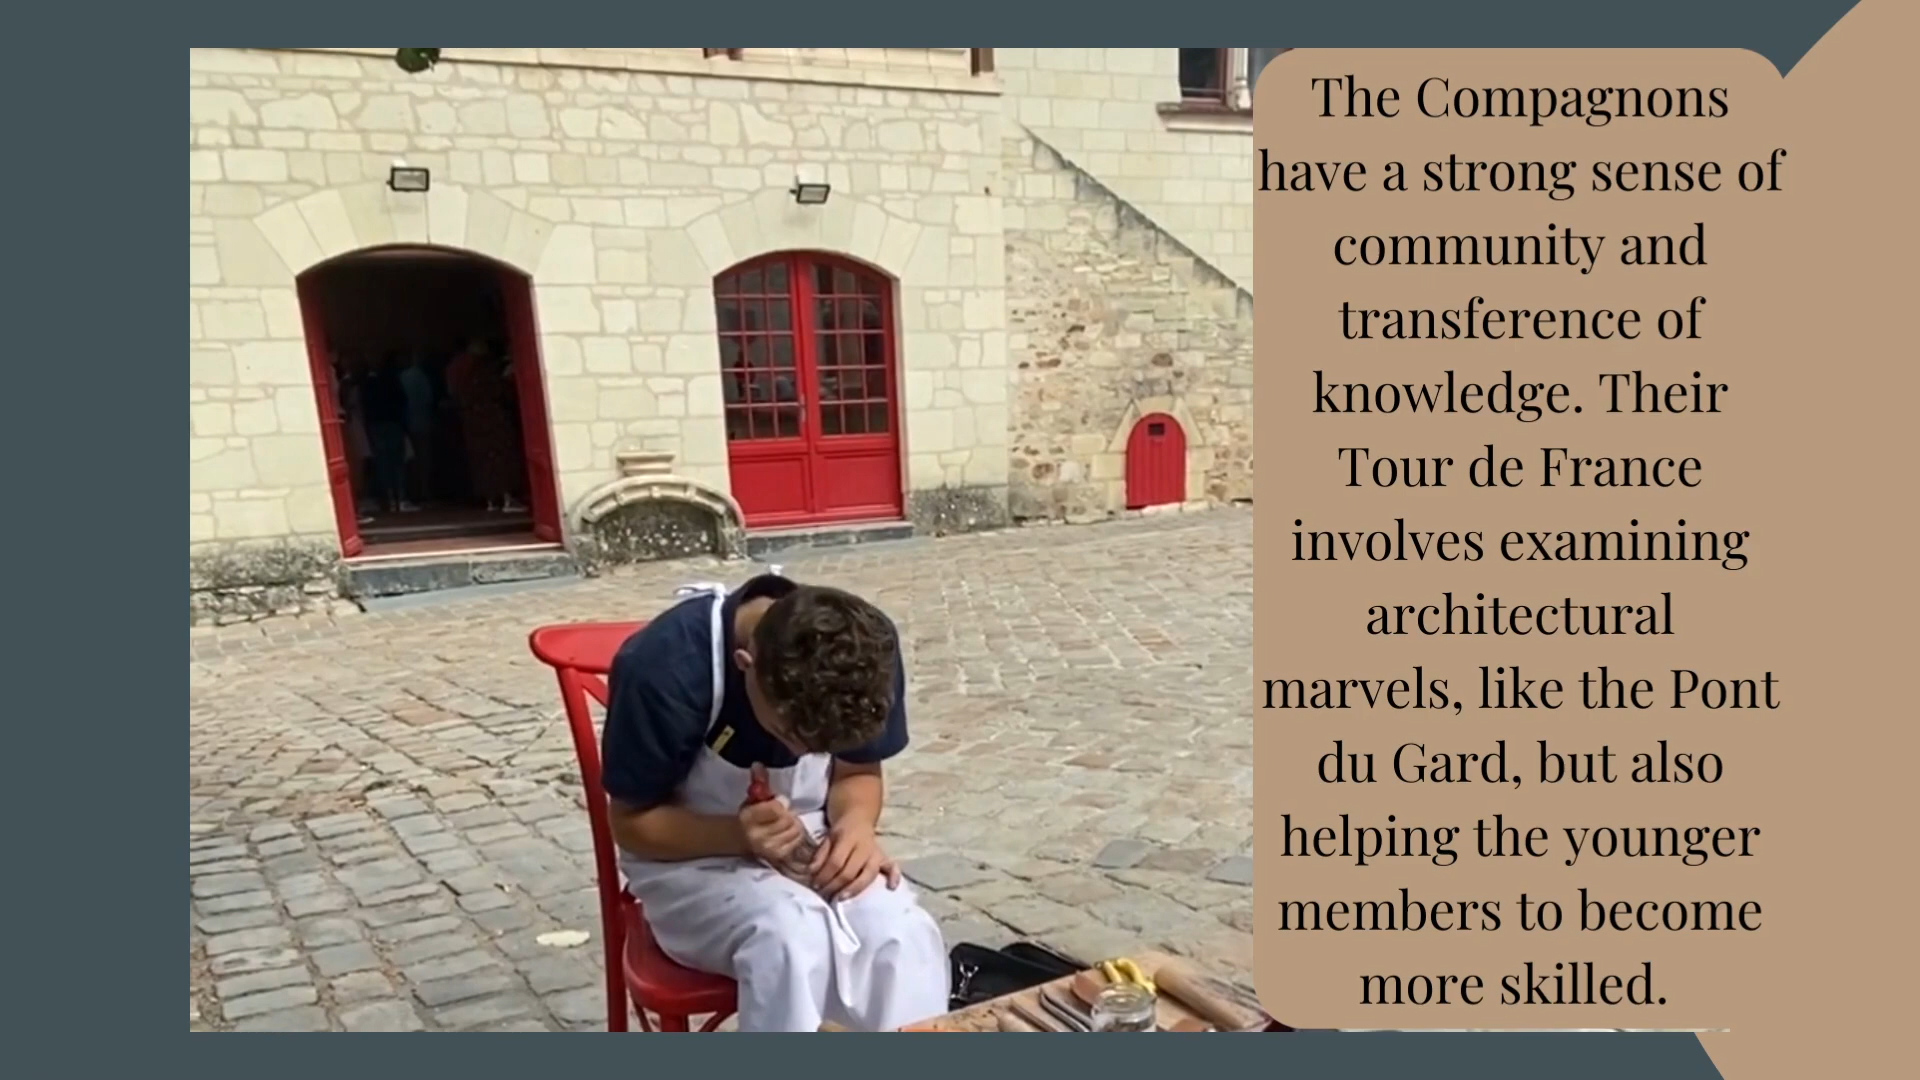 The Compagnons
have a strong sense of
community and
transference of
knowledge. Their
Tour de France
involves examining
architectural
marvels, like the Pont
du Gard, but also
helping the younger
members to become
more skilled.